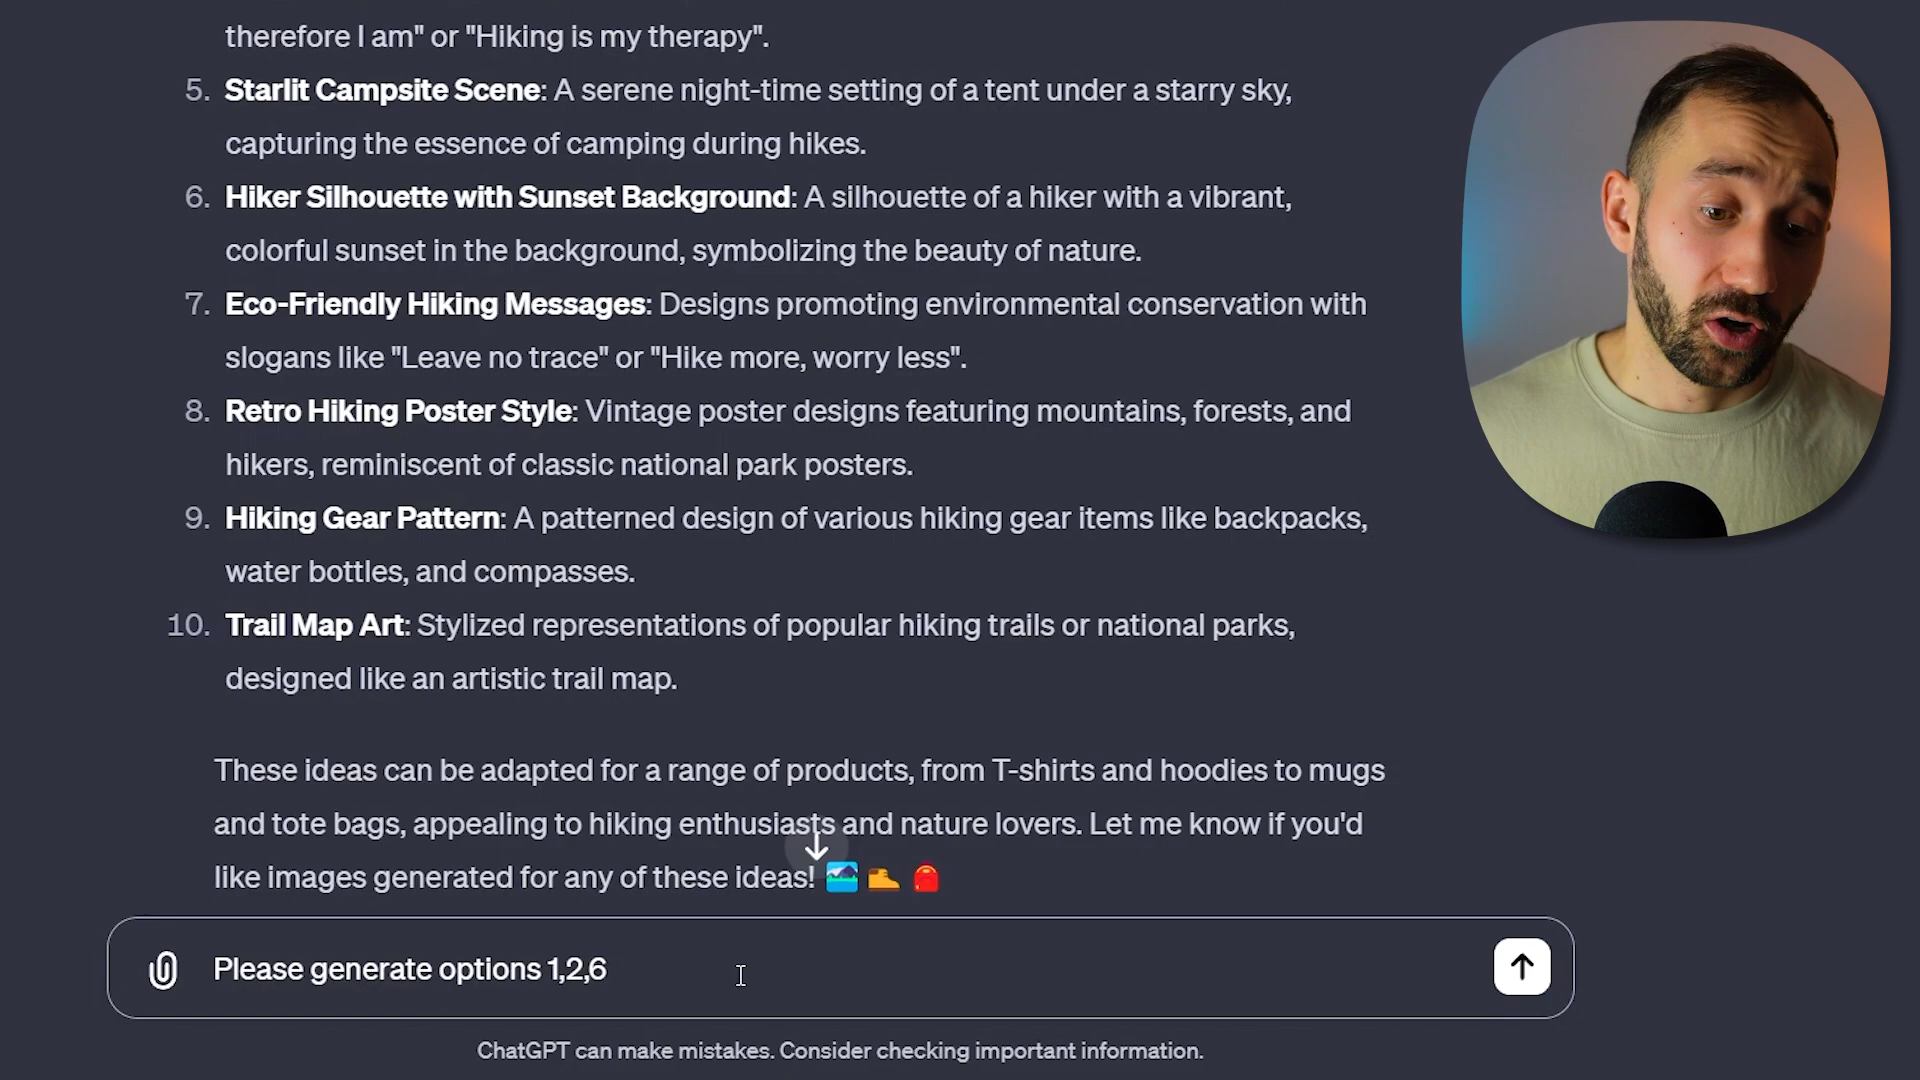 therefore I am" or "Hiking is my therapy".
5. Starlit Campsite Scene: A serene night-time setting of a tent under a starry sky,
capturing the essence of camping during hikes.
6. Hiker Silhouette with Sunset Background: A silhouette of a hiker with a vibrant,
colorful sunset in the background, symbolizing the beauty of nature.
7. Eco-Friendly Hiking Messages: Designs promoting environmental conservation with
slogans like "Leave no trace" or "Hike more, worry less".
8. Retro Hiking Poster Style: Vintage poster designs featuring mountains, forests, and
hikers, reminiscent of classic national park posters.
9. Hiking Gear Pattern: A patterned design of various hiking gear items like backpacks,
water bottles, and compasses.
10. Trail Map Art: Stylized representations of popular hiking trails or national parks,
designed like an artistic trail map.
These ideas can be adapted for a range of products, from T-shirts and hoodies to mugs
and tote bags, appealing to hiking enthusiasts and nature lovers. Let me know if you'd
like images generated for any of these ideas!
Please generate options 1,2,6
ChatGPT can make mistakes. Consider checking important information.